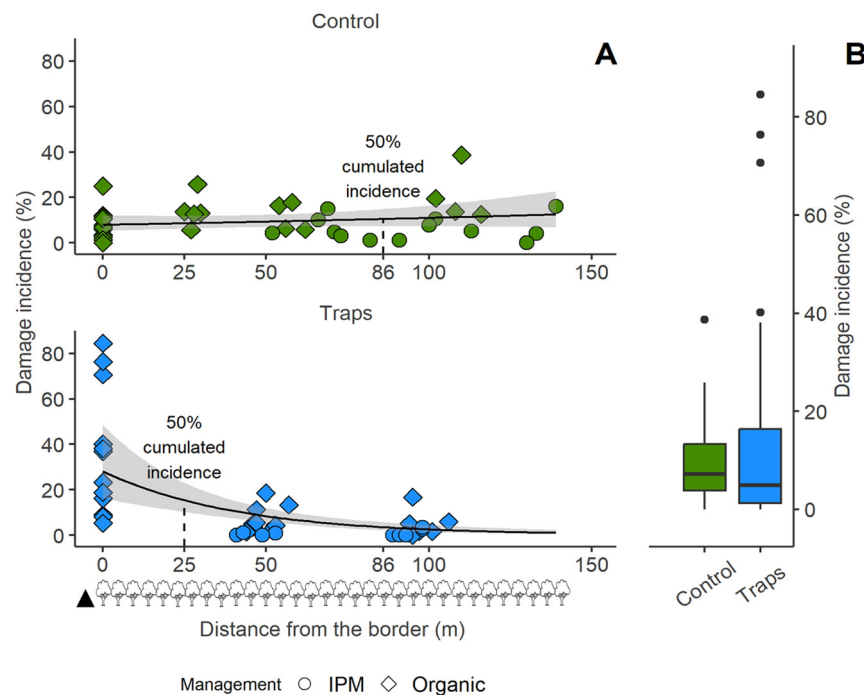 Control
A
B
Damage incidence (%)
80
60
40
20
0
50%
cumulated
incidence
0
25
50
86
100
150
Traps
Damage incidence (%)
80
60
40
20
0
50%
cumulated
incidence
0
25
50
86
100
150
Distance from the border (m)
80
60
40
20
0
Damage incidence (%)
Control
Traps
Management IPM Organic